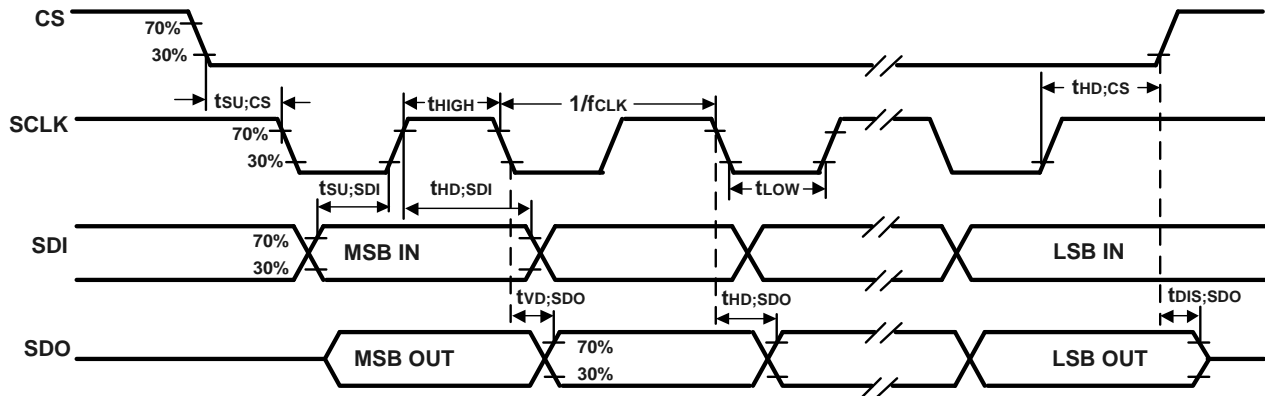 CS
70%
30%
tSU;CS
tHIGH
1/fCLK
tHD;CS
SCLK
70%
30%
tSU;SDI
tHD;SDI
tLOW
SDI
70%
30%
MSB IN
LSB IN
tVD;SDO
tHD;SDO
tDIS;SDO
SDO
MSB OUT
70%
30%
LSB OUT